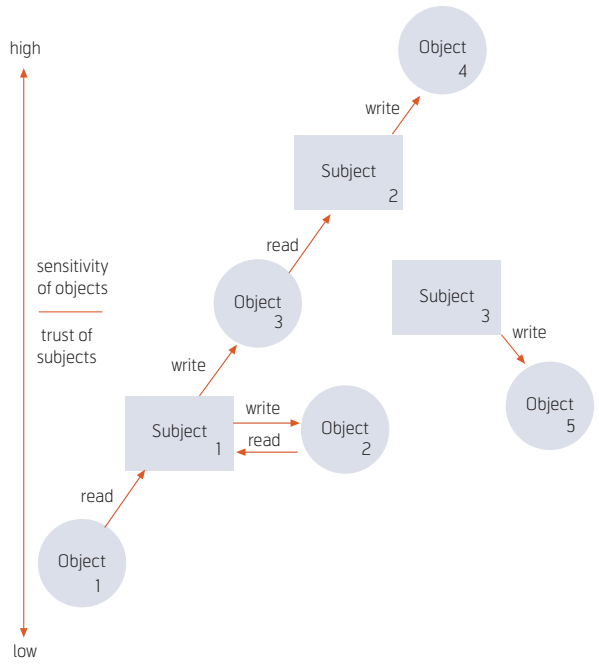 high
Object
4
write
Subject
2
read
sensitivity
of objects
trust of
subjects
Object
3
Subject
3
write
write
Object
5
Subject
1
write
read
Object
2
read
Object
1
low